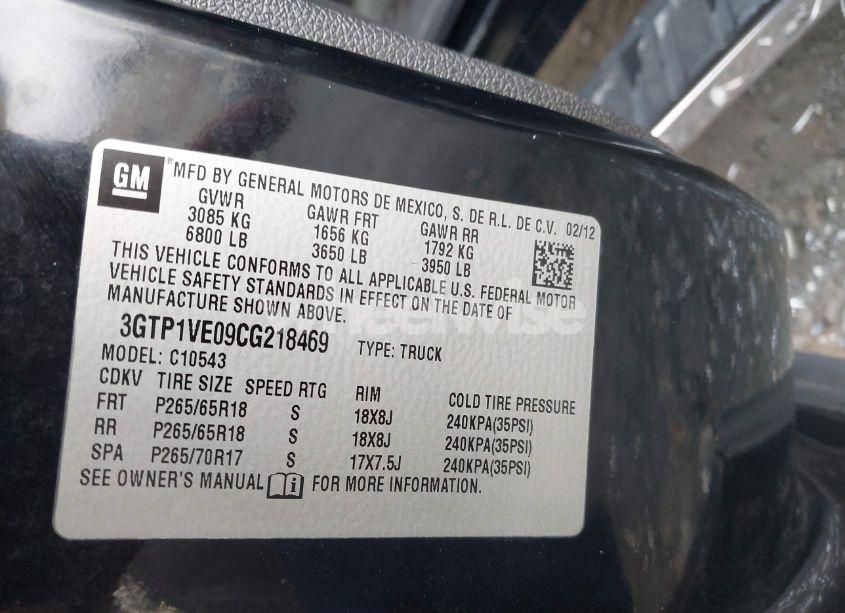 GM
MFD BY GENERAL MOTORS DE MEXICO, S. DE R.L. DE C.V. 02/12
GVWR GAWR FRT GAWR RR
3085 KG 1656 KG 1792 KG
6800 LB 3650 LB 3950 LB
THIS VEHICLE CONFORMS TO ALL APPLICABLE U.S. FEDERAL MOTOR
VEHICLE SAFETY STANDARDS IN EFFECT ON THE DATE OF
MANUFACTURE SHOWN ABOVE.
3GTP1VE09CG218469 TYPE: TRUCK
MODEL: C10543
CDKV TIRE SIZE SPEED RTG RIM COLD TIRE PRESSURE
FRT P265/65R18 S 18X8J 240KPA(35PSI)
RR P265/65R18 S 18X8J 240KPA(35PSI)
SPA P265/70R17 S 17X7.5J 240KPA(35PSI)
SEE OWNER'S MANUAL FOR MORE INFORMATION.